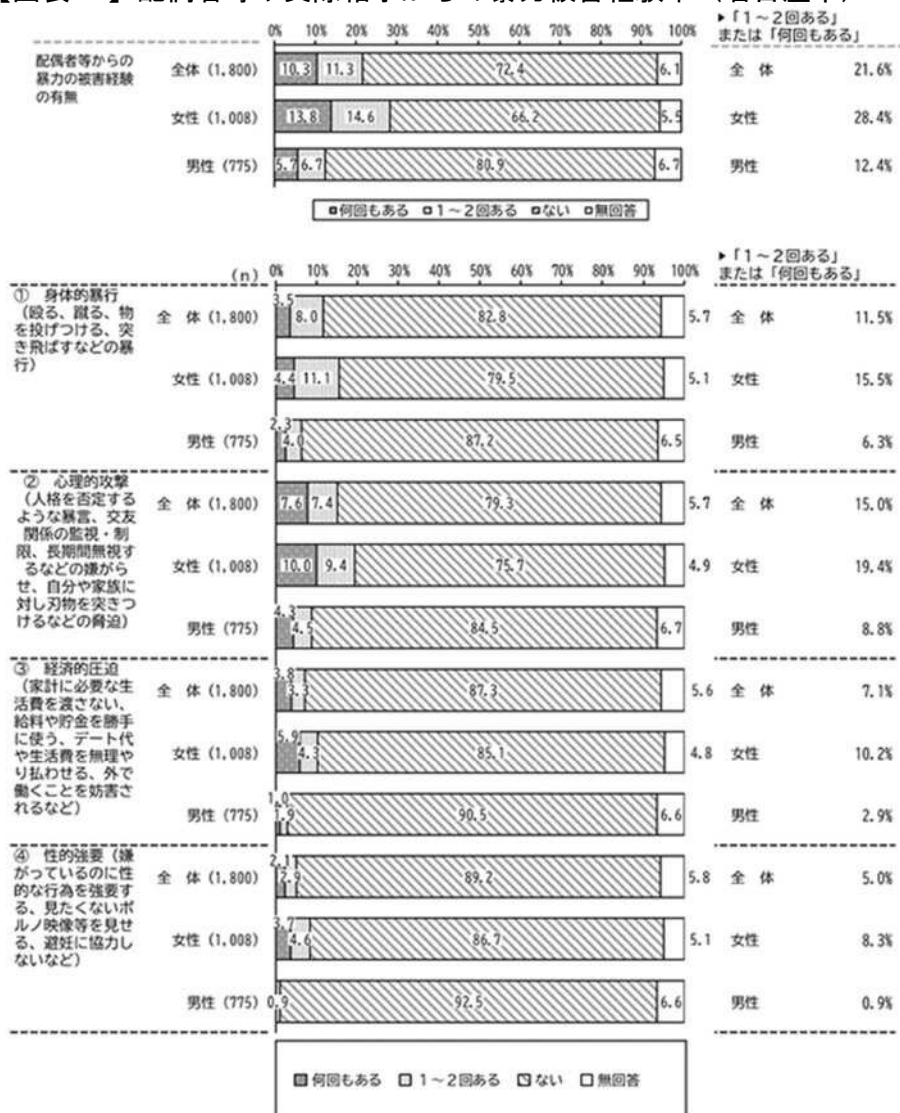 0% 10% 20% 30% 40% 50% 60% 70% 80% 90% 100%
▶「1～2回ある」
または「何回もある」
配偶者等からの
暴力の被害経験
の有無
全体 (1,800) 10.3 11.3 72.4 6.1 全 体 21.6%
女性 (1,008) 13.8 14.6 66.2 5.5 女性 28.4%
男性 (775) 5.7 6.7 80.9 6.7 男性 12.4%
■何回もある □1～2回ある □ない □無回答
(n) 0% 10% 20% 30% 40% 50% 60% 70% 80% 90% 100%
▶「1～2回ある」
または「何回もある」
① 身体的暴行
（殴る、蹴る、物
を投げつける、突
き飛ばすなどの暴
行）
全 体 (1,800) 3.5 8.0 82.8 5.7 全 体 11.5%
女性 (1,008) 4.4 11.1 79.5 5.1 女性 15.5%
男性 (775) 2.3 4.0 87.2 6.5 男性 6.3%
② 心理的攻撃
（人格を否定する
ような暴言、交友
関係の監視・制
限、長期間無視す
るなどの嫌がら
せ、自分や家族に
対し刃物を突きつ
けるなどの脅迫）
全 体 (1,800) 7.6 7.4 79.3 5.7 全 体 15.0%
女性 (1,008) 10.0 9.4 75.7 4.9 女性 19.4%
男性 (775) 4.3 4.5 84.5 6.7 男性 8.8%
③ 経済的圧迫
（家計に必要な生
活費を渡さない、
給料や貯金を勝手
に使う、デート代
や生活費を無理や
り払わせる、外で
働くことを妨害さ
れるなど）
全 体 (1,800) 3.8 3.3 87.3 5.6 全 体 7.1%
女性 (1,008) 5.9 4.3 85.1 4.8 女性 10.2%
男性 (775) 1.0 1.9 90.5 6.6 男性 2.9%
④ 性的強要（嫌
がっているのに性
的な行為を強要す
る、見たくないポ
ルノ映像等を見せ
る、避妊に協力し
ないなど）
全 体 (1,800) 2.1 2.9 89.2 5.8 全 体 5.0%
女性 (1,008) 3.7 4.6 86.7 5.1 女性 8.3%
男性 (775) 0.9 92.5 6.6 男性 0.9%
■何回もある □1～2回ある □ない □無回答